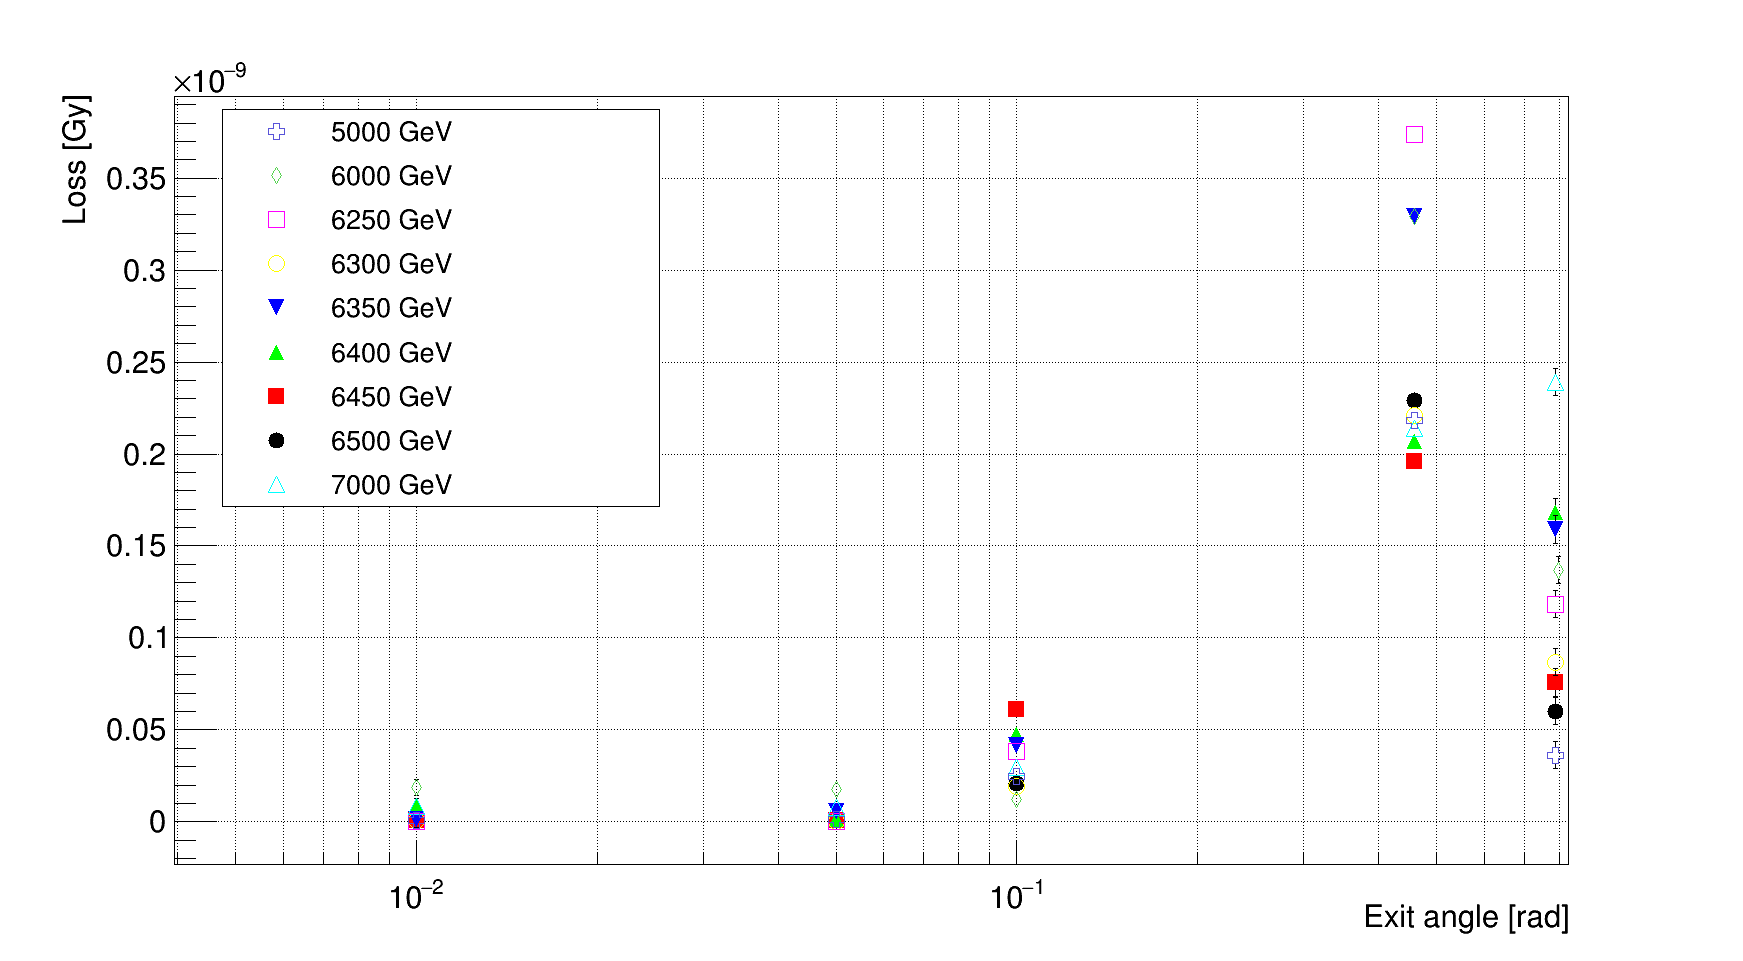 ×10⁻⁹
Loss [Gy]
5000 GeV
6000 GeV
6250 GeV
6300 GeV
6350 GeV
6400 GeV
6450 GeV
6500 GeV
7000 GeV
0.35
0.3
0.25
0.2
0.15
0.1
0.05
0
10⁻²
10⁻¹
Exit angle [rad]